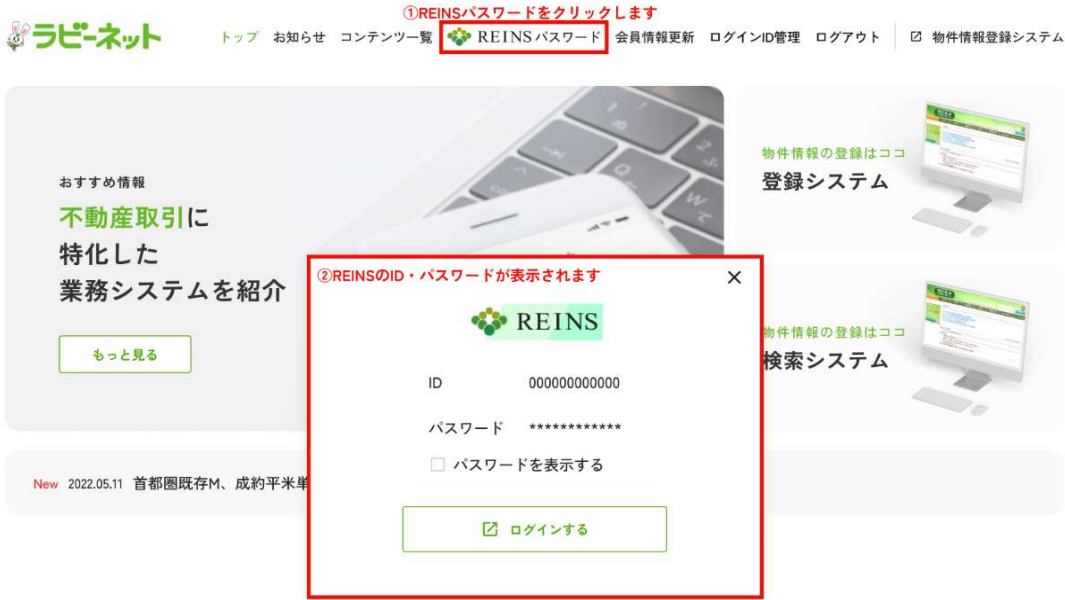 ①REINSパスワードをクリックします
ラビーネット
トップ お知らせ コンテンツ一覧 REINS パスワード 会員情報更新 ログインID管理 ログアウト 物件情報登録システム
おすすめ情報
不動産取引に
特化した
業務システムを紹介
もっと見る
物件情報の登録はココ
登録システム
物件情報の登録はココ
検索システム
②REINSのID・パスワードが表示されます
REINS
ID 000000000000
パスワード ************
パスワードを表示する
ログインする
New 2022.05.11 首都圏既存M、成約平米単